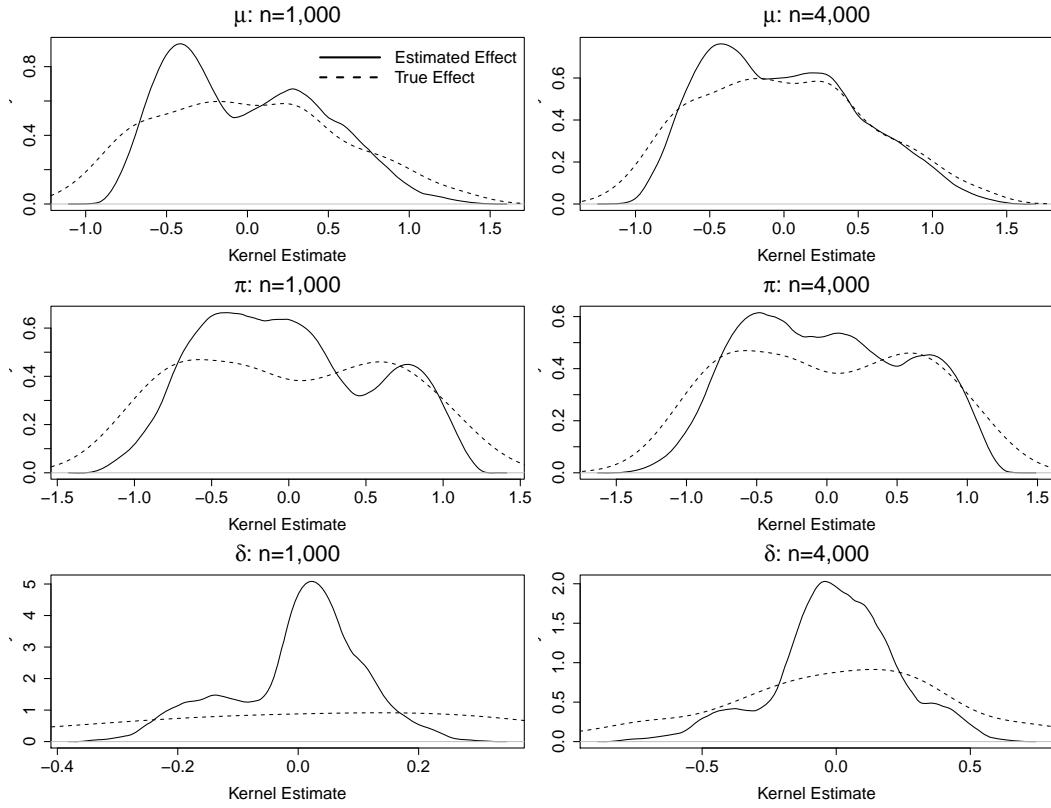 μ: n=1,000
Estimated Effect
True Effect
0.0 0.4 0.8
−1.0 −0.5 0.0 0.5 1.0 1.5
Kernel Estimate
μ: n=4,000
0.0 0.2 0.4 0.6
−1.0 −0.5 0.0 0.5 1.0 1.5
Kernel Estimate
π: n=1,000
0.0 0.2 0.4 0.6
−1.5 −1.0 −0.5 0.0 0.5 1.0 1.5
Kernel Estimate
π: n=4,000
0.0 0.2 0.4 0.6
−1.5 −1.0 −0.5 0.0 0.5 1.0 1.5
Kernel Estimate
δ: n=1,000
0 1 2 3 4 5
−0.4 −0.2 0.0 0.2
Kernel Estimate
δ: n=4,000
0.0 0.5 1.0 1.5 2.0
−0.5 0.0 0.5
Kernel Estimate